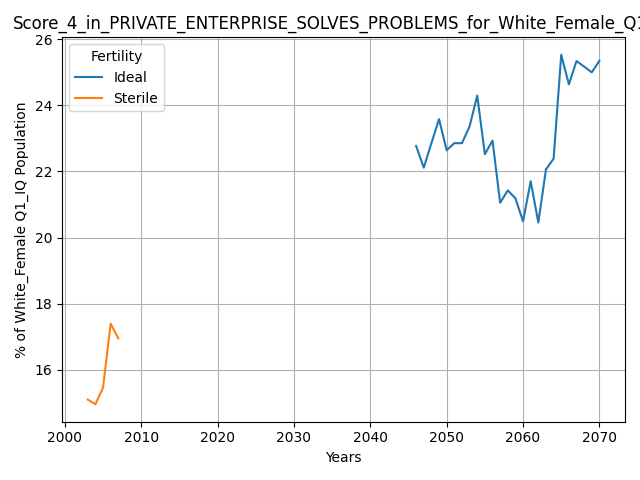 Score_4_in_PRIVATE_ENTERPRISE_SOLVES_PROBLEMS_for_White_Female_Q1
Fertility
Ideal
Sterile
% of White_Female Q1_IQ Population
26
24
22
20
18
16
2000 2010 2020 2030 2040 2050 2060 2070
Years